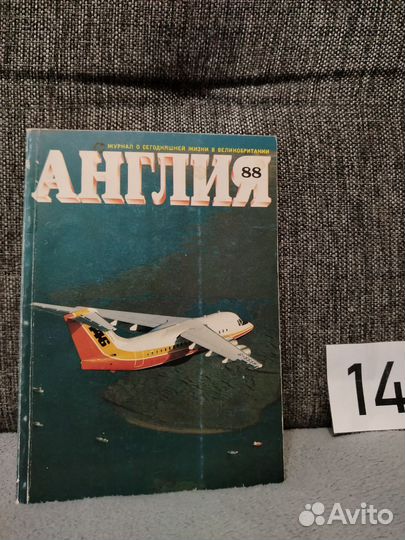 ЖУРНАЛ О СЕГОДНЯШНЕЙ ЖИЗНИ В ВЕЛИКОБРИТАНИИ
АНГЛИЯ
88
146
14
Avito